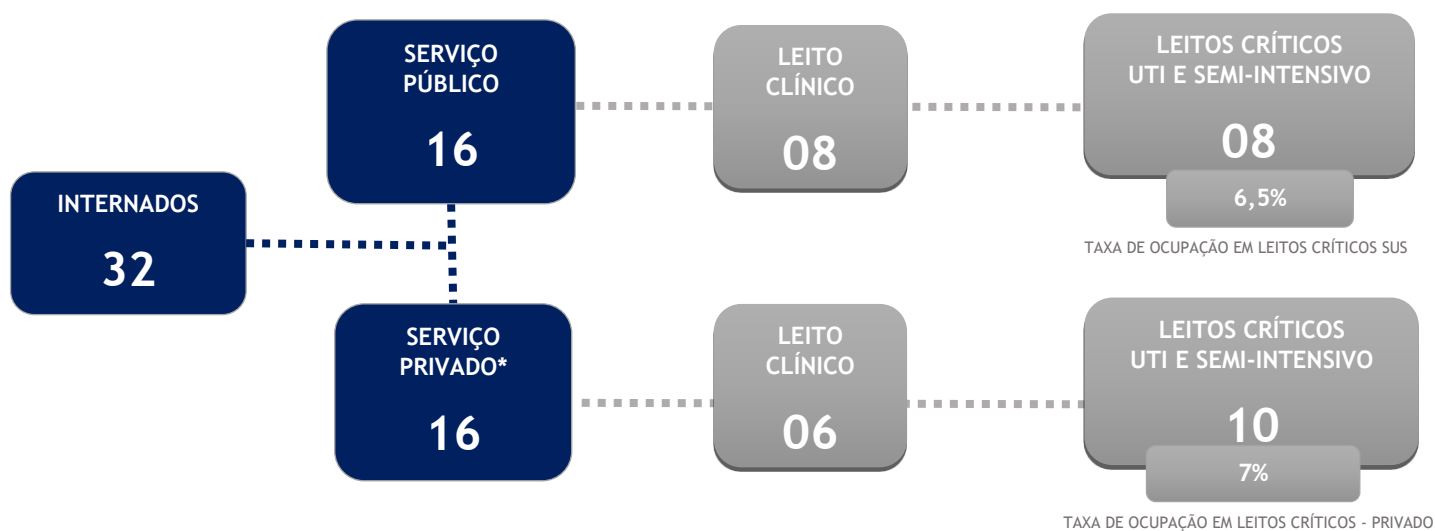 INTERNADOS
32
SERVIÇO
PÚBLICO
16
LEITO
CLÍNICO
08
LEITOS CRÍTICOS
UTI E SEMI-INTENSIVO
08
6,5%
TAXA DE OCUPAÇÃO EM LEITOS CRÍTICOS SUS
SERVIÇO
PRIVADO*
16
LEITO
CLÍNICO
06
LEITOS CRÍTICOS
UTI E SEMI-INTENSIVO
10
7%
TAXA DE OCUPAÇÃO EM LEITOS CRÍTICOS - PRIVADO